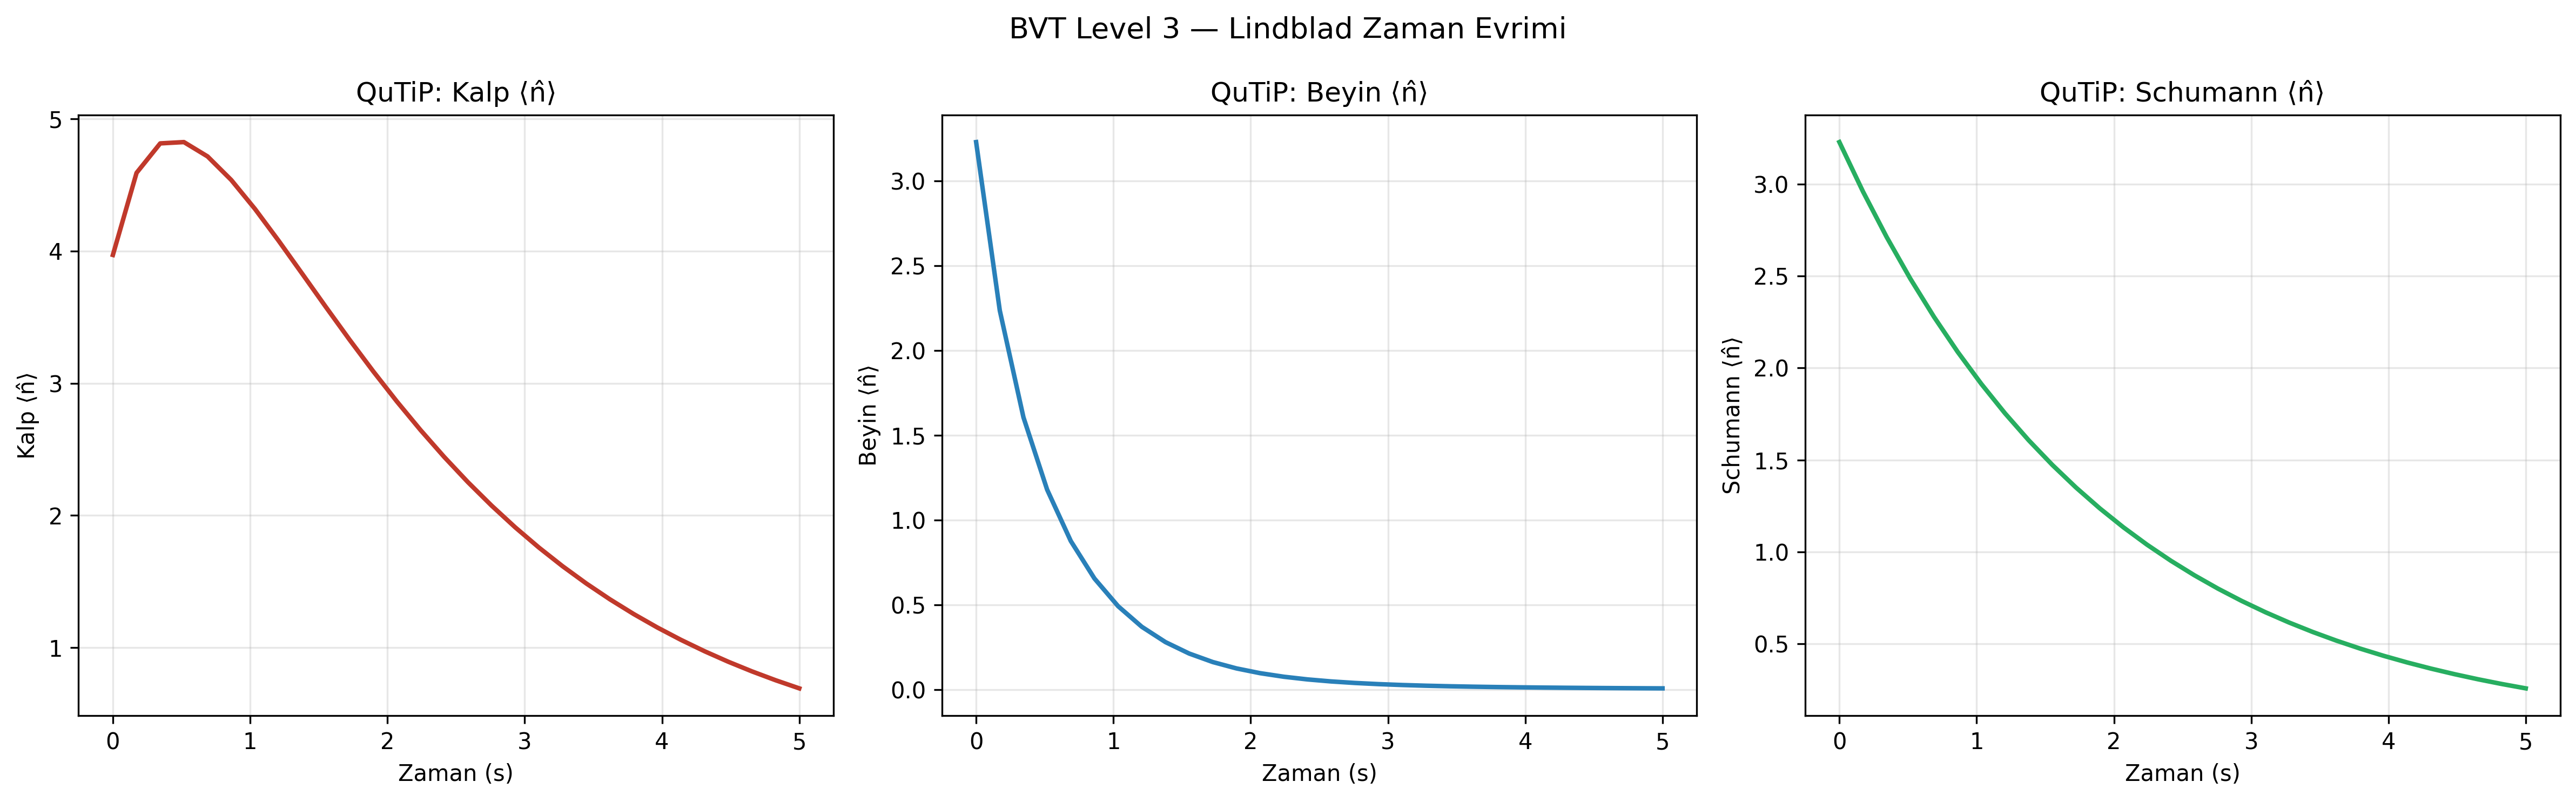 BVT Level 3 — Lindblad Zaman Evrimi
QuTiP: Kalp ⟨n̂⟩
Kalp ⟨n̂⟩
5
4
3
2
1
0 1 2 3 4 5
Zaman (s)
QuTiP: Beyin ⟨n̂⟩
Beyin ⟨n̂⟩
3.0
2.5
2.0
1.5
1.0
0.5
0.0
0 1 2 3 4 5
Zaman (s)
QuTiP: Schumann ⟨n̂⟩
Schumann ⟨n̂⟩
3.0
2.5
2.0
1.5
1.0
0.5
0 1 2 3 4 5
Zaman (s)